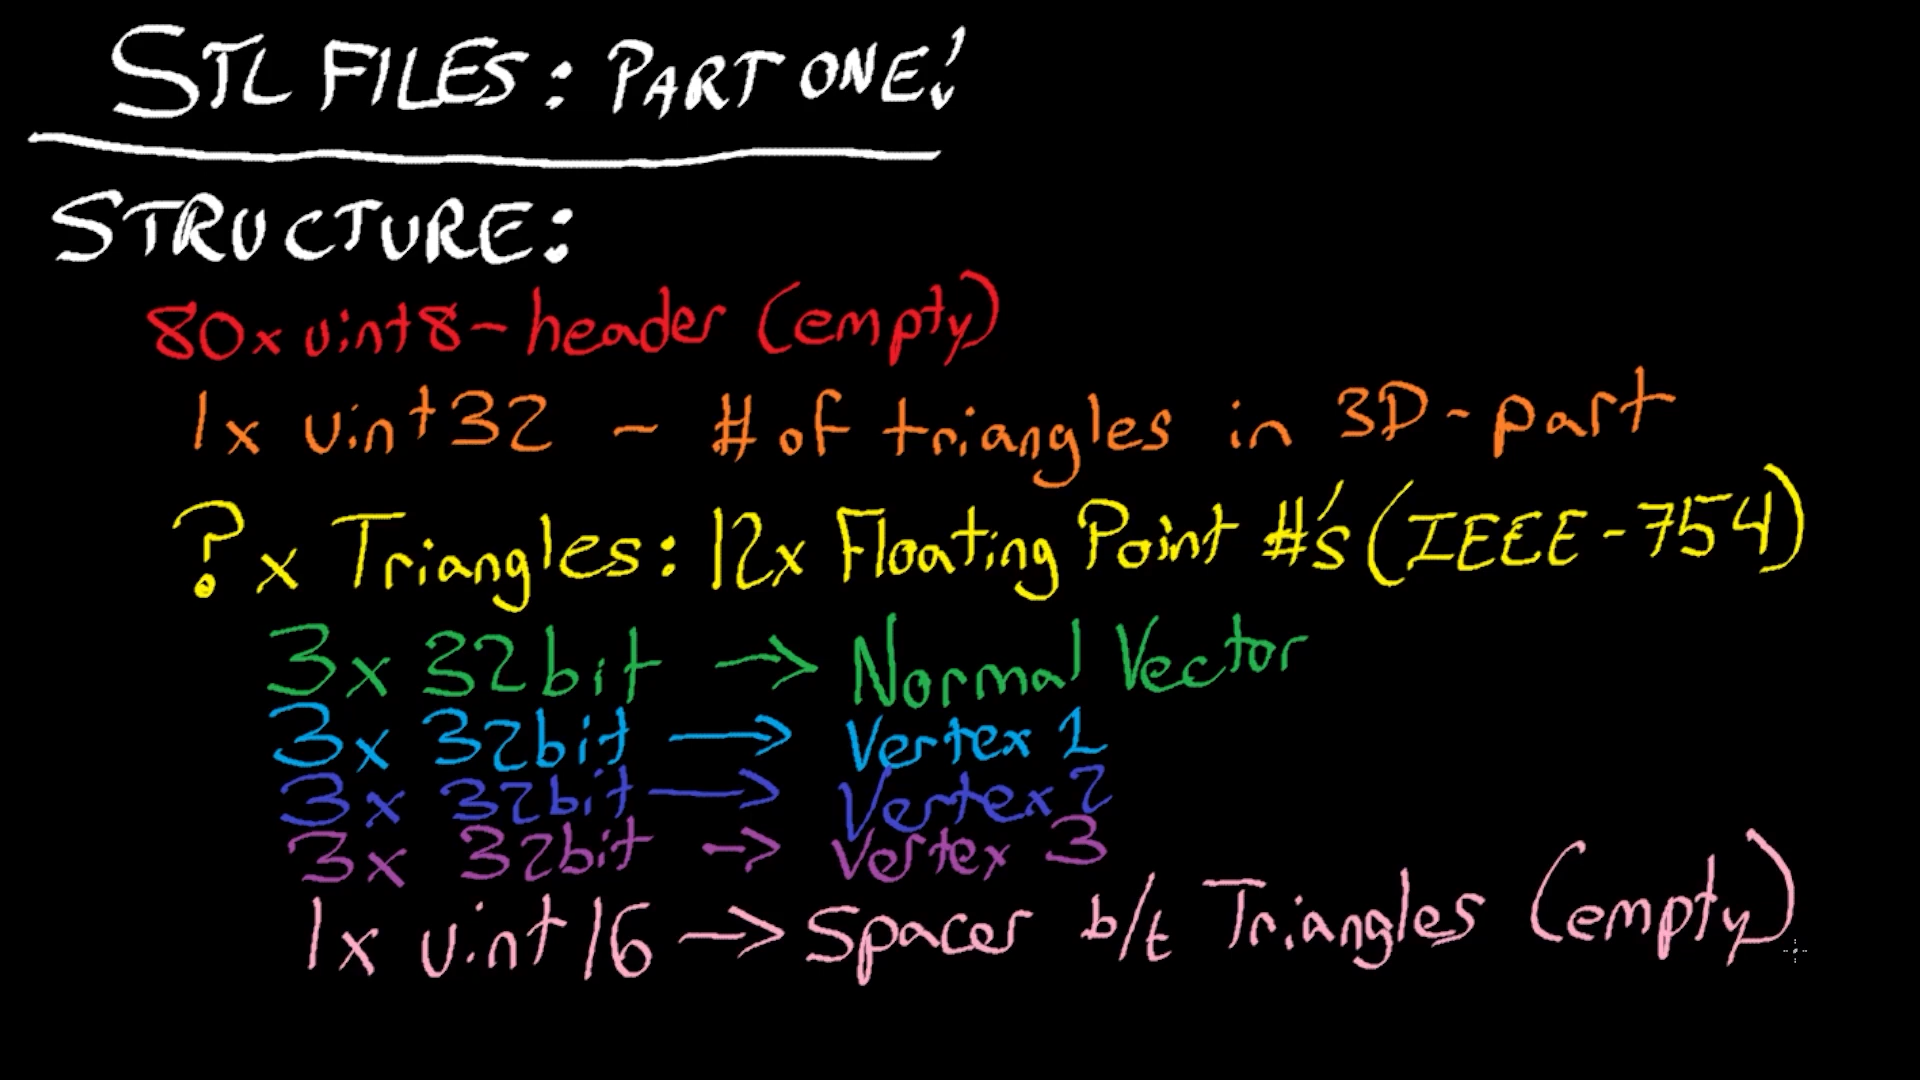 STL FILES: PART ONE!
STRUCTURE:
80x uint8 - header (empty)
1x uint32 - # of triangles in 3D-part
? x Triangles: 12x Floating Point #'s (IEEE-754)
3x 32bit → Normal Vector
3x 32bit → Vertex 1
3x 32bit → Vertex 2
3x 32bit → Vertex 3
1x uint16 → Spacer b/t Triangles (empty)